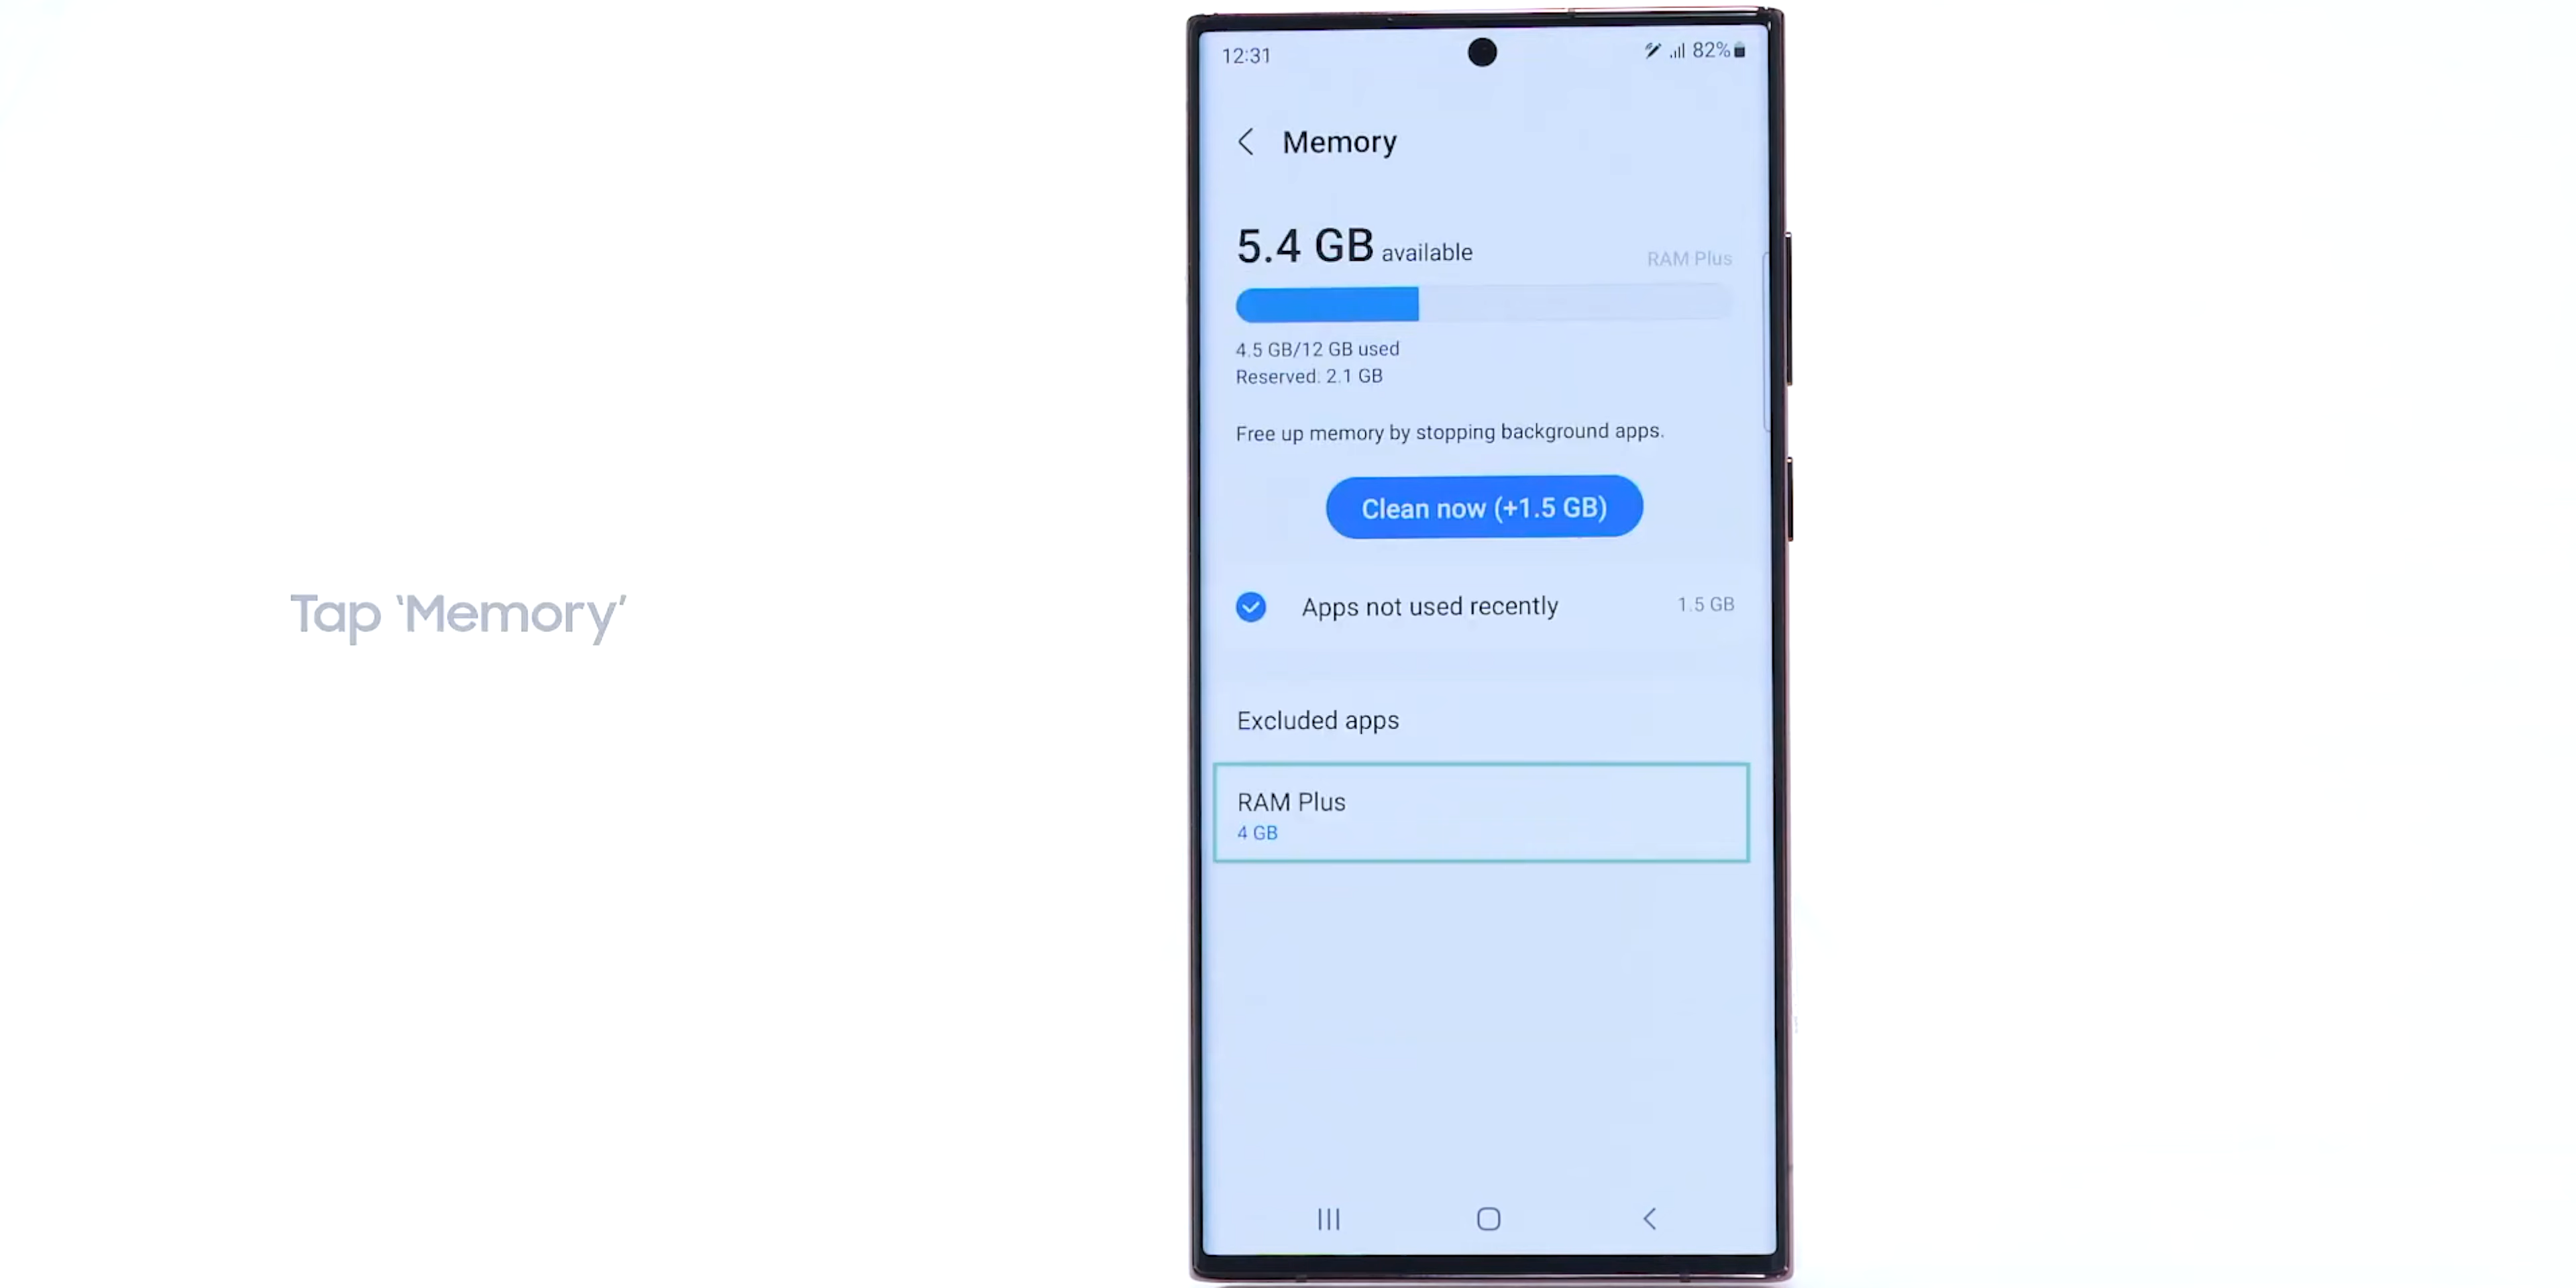 12:31
82%
Memory
5.4 GB available
RAM Plus
4.5 GB/12 GB used
Reserved: 2.1 GB
Free up memory by stopping background apps.
Clean now (+1.5 GB)
Tap ‘Memory’
Apps not used recently
1.5 GB
Excluded apps
RAM Plus
4 GB